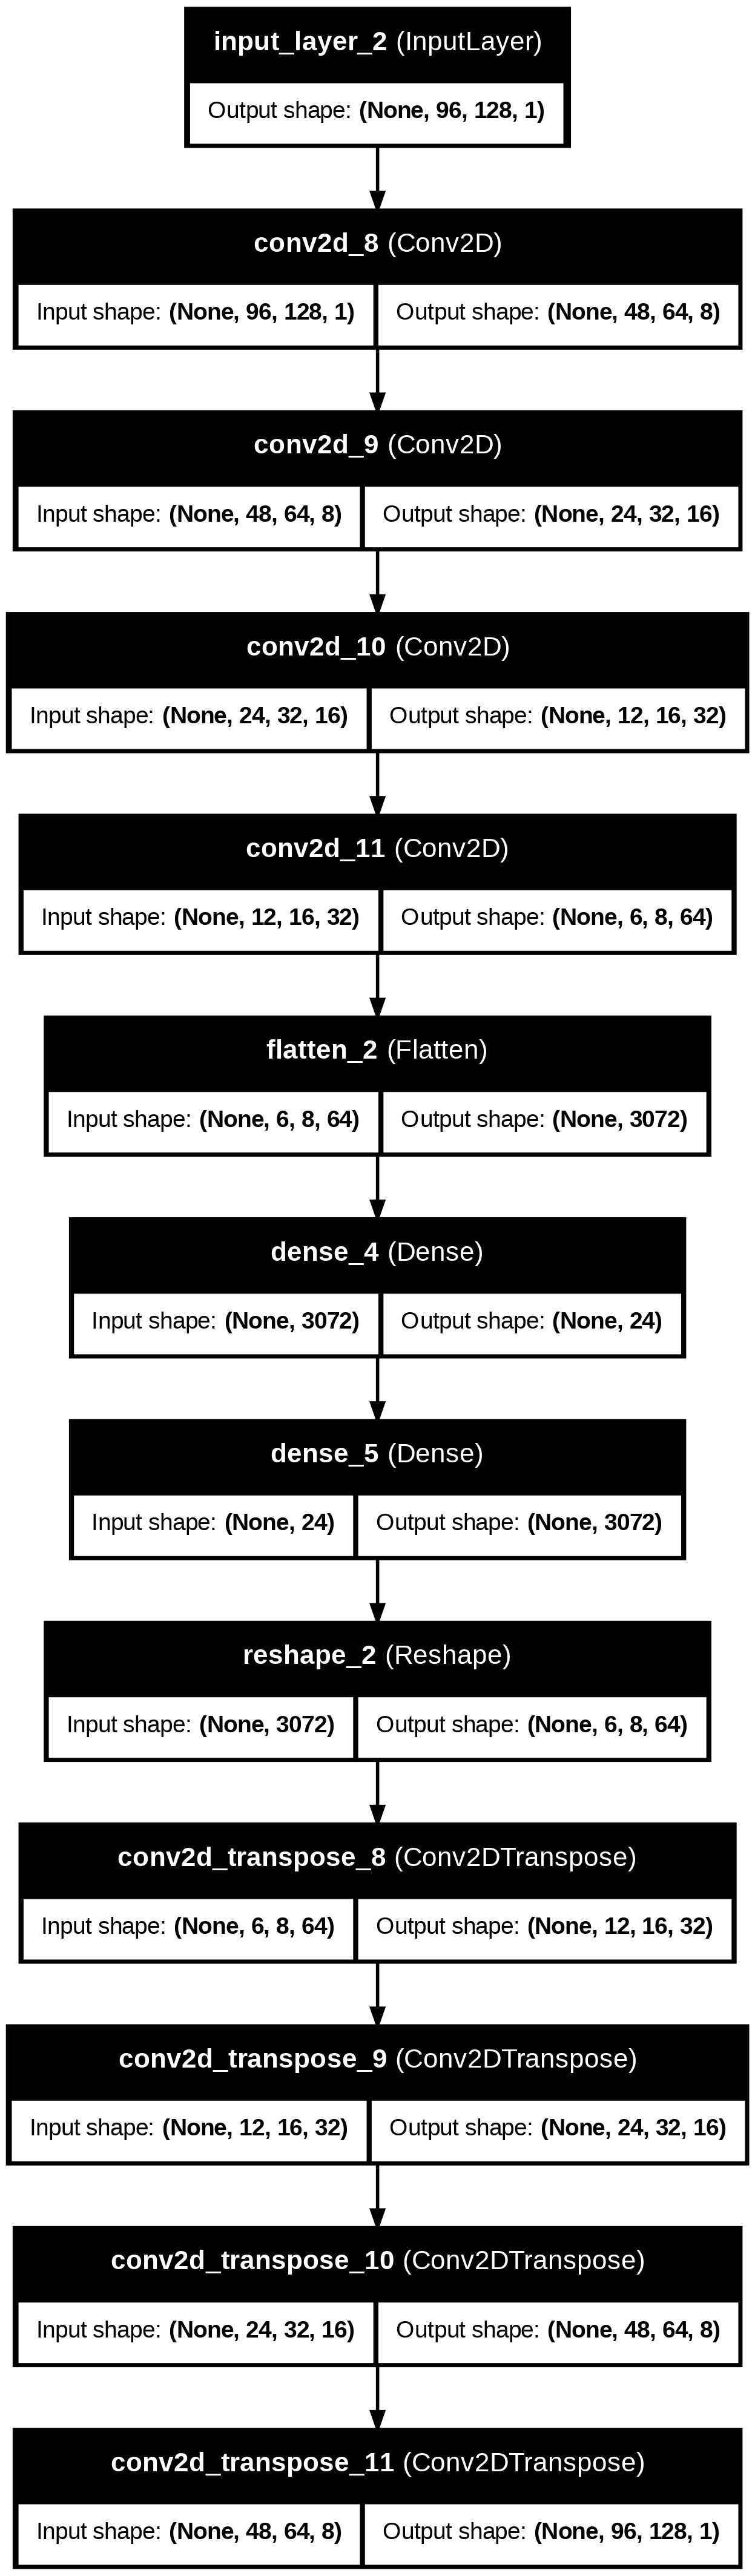 input_layer_2 (InputLayer)
Output shape: (None, 96, 128, 1)
conv2d_8 (Conv2D)
Input shape: (None, 96, 128, 1) Output shape: (None, 48, 64, 8)
conv2d_9 (Conv2D)
Input shape: (None, 48, 64, 8) Output shape: (None, 24, 32, 16)
conv2d_10 (Conv2D)
Input shape: (None, 24, 32, 16) Output shape: (None, 12, 16, 32)
conv2d_11 (Conv2D)
Input shape: (None, 12, 16, 32) Output shape: (None, 6, 8, 64)
flatten_2 (Flatten)
Input shape: (None, 6, 8, 64) Output shape: (None, 3072)
dense_4 (Dense)
Input shape: (None, 3072) Output shape: (None, 24)
dense_5 (Dense)
Input shape: (None, 24) Output shape: (None, 3072)
reshape_2 (Reshape)
Input shape: (None, 3072) Output shape: (None, 6, 8, 64)
conv2d_transpose_8 (Conv2DTranspose)
Input shape: (None, 6, 8, 64) Output shape: (None, 12, 16, 32)
conv2d_transpose_9 (Conv2DTranspose)
Input shape: (None, 12, 16, 32) Output shape: (None, 24, 32, 16)
conv2d_transpose_10 (Conv2DTranspose)
Input shape: (None, 24, 32, 16) Output shape: (None, 48, 64, 8)
conv2d_transpose_11 (Conv2DTranspose)
Input shape: (None, 48, 64, 8) Output shape: (None, 96, 128, 1)